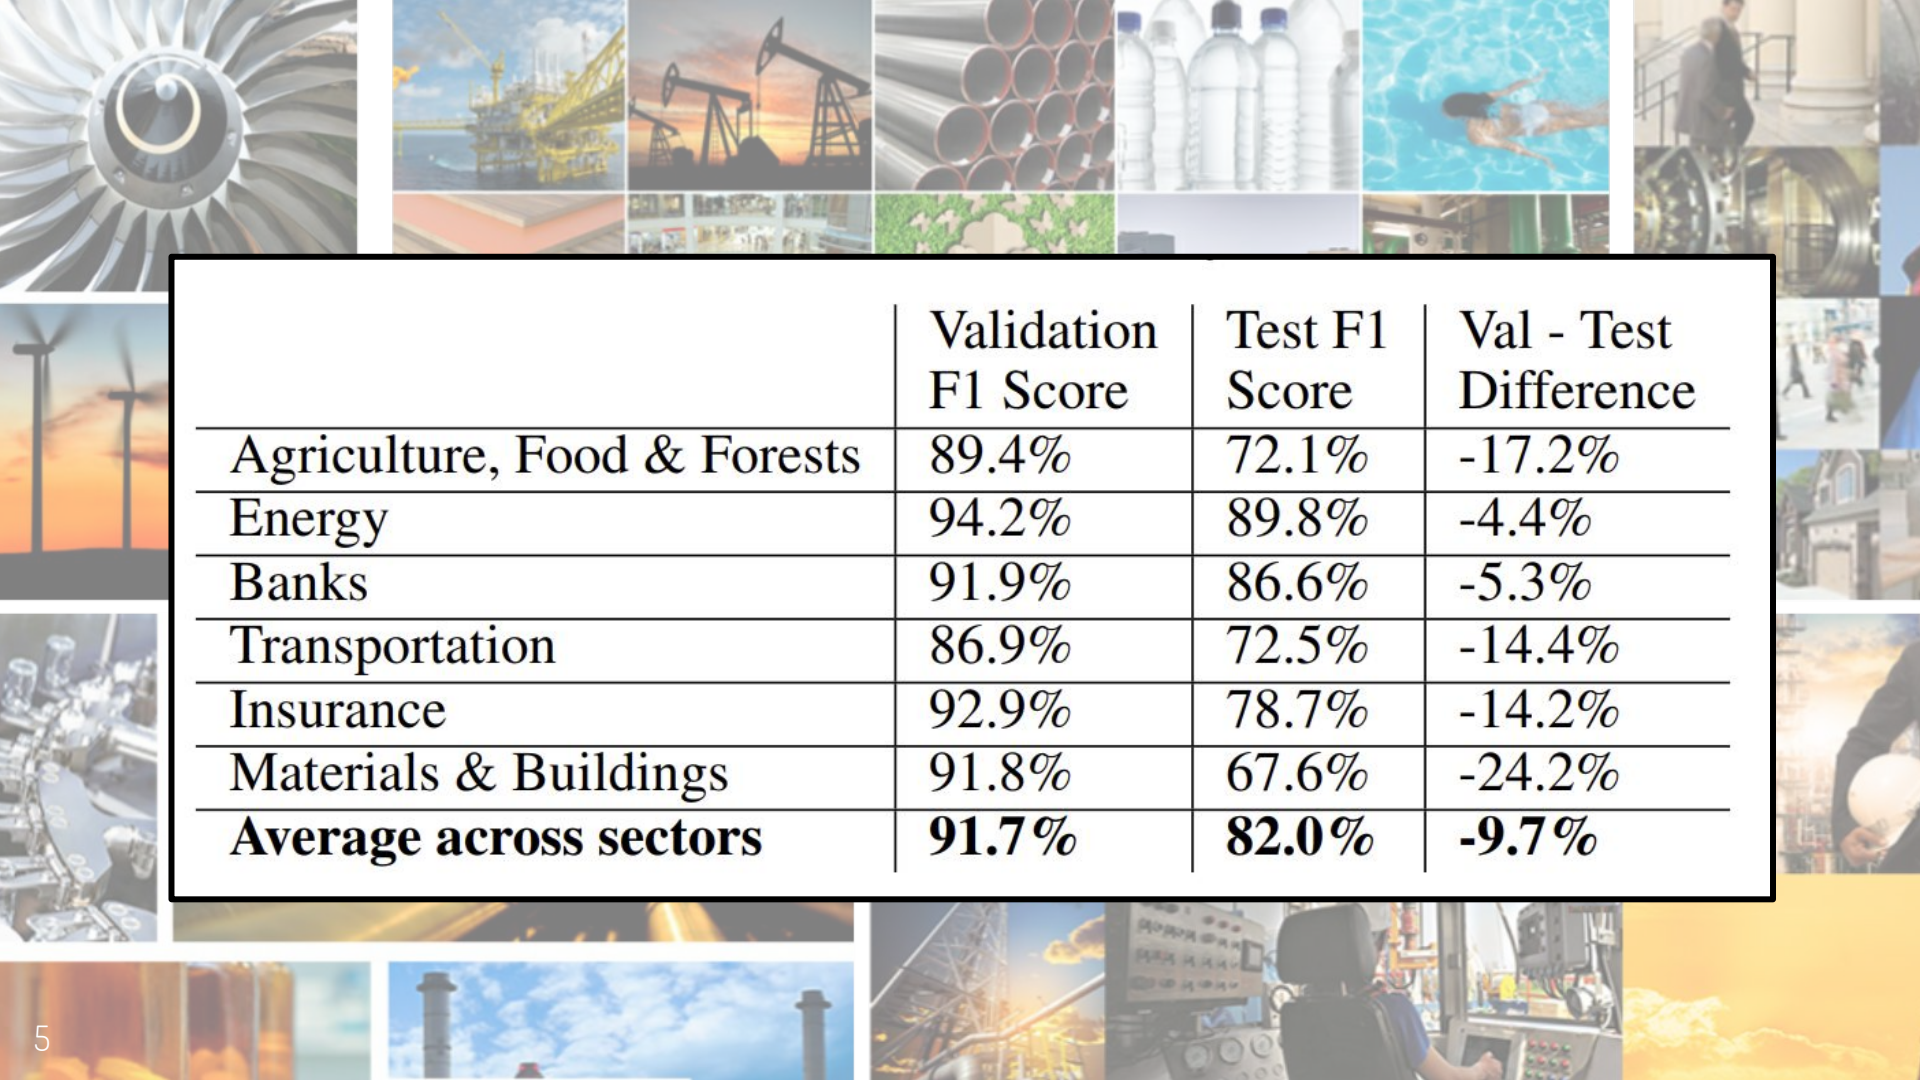 Validation F1 Score | Test F1 Score | Val - Test Difference
Agriculture, Food & Forests | 89.4% | 72.1% | -17.2%
Energy | 94.2% | 89.8% | -4.4%
Banks | 91.9% | 86.6% | -5.3%
Transportation | 86.9% | 72.5% | -14.4%
Insurance | 92.9% | 78.7% | -14.2%
Materials & Buildings | 91.8% | 67.6% | -24.2%
Average across sectors | 91.7% | 82.0% | -9.7%
5